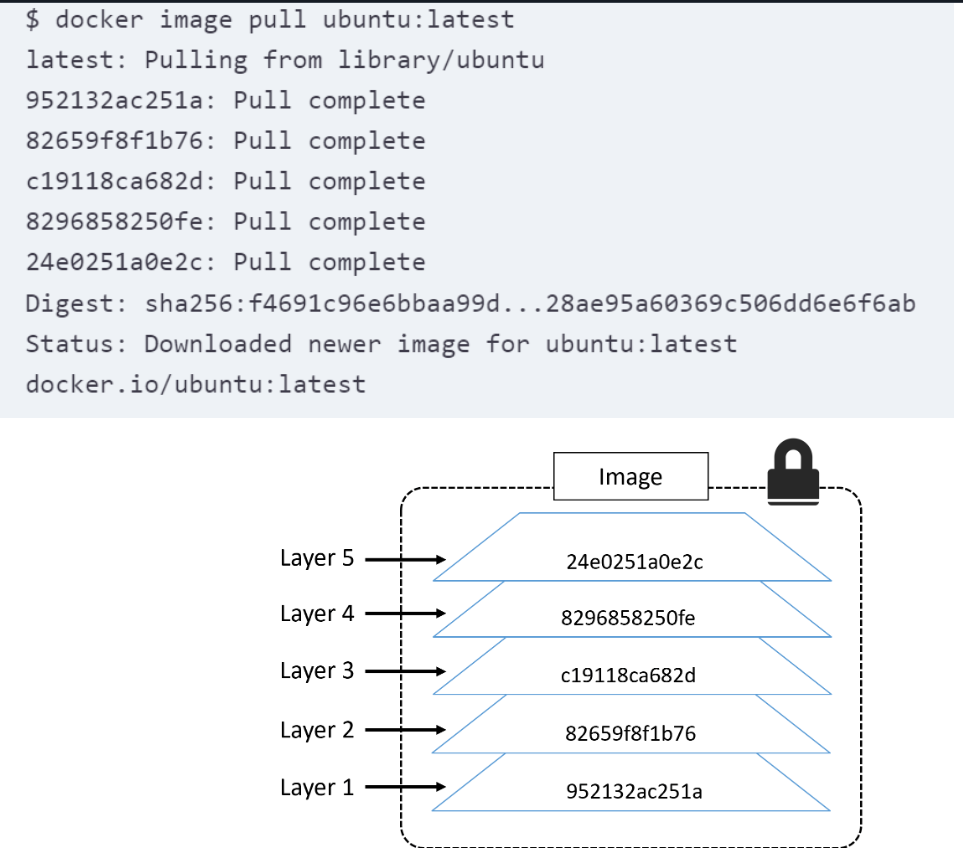 $ docker image pull ubuntu:latest
latest: Pulling from library/ubuntu
952132ac251a: Pull complete
82659f8f1b76: Pull complete
c19118ca682d: Pull complete
8296858250fe: Pull complete
24e0251a0e2c: Pull complete
Digest: sha256:f4691c96e6bbaa99d...28ae95a60369c506dd6e6f6ab
Status: Downloaded newer image for ubuntu:latest
docker.io/ubuntu:latest
Image
Layer 5 24e0251a0e2c
Layer 4 8296858250fe
Layer 3 c19118ca682d
Layer 2 82659f8f1b76
Layer 1 952132ac251a